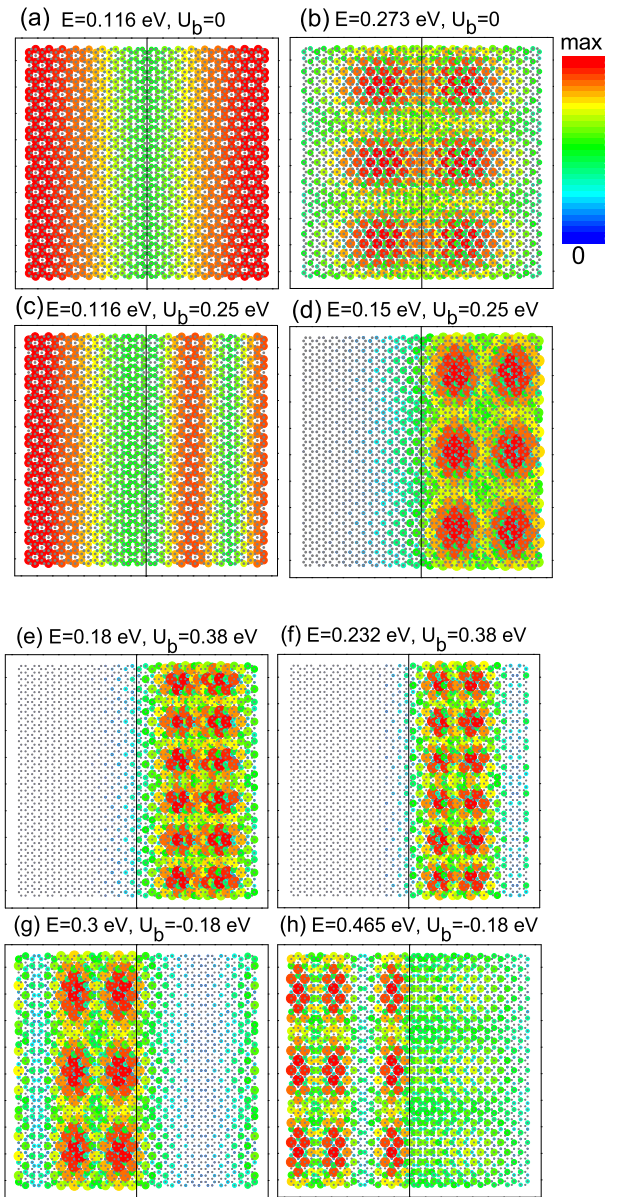 (a) E=0.116 eV, U_b=0
(b) E=0.273 eV, U_b=0
max
0
(c) E=0.116 eV, U_b=0.25 eV
(d) E=0.15 eV, U_b=0.25 eV
(e) E=0.18 eV, U_b=0.38 eV
(f) E=0.232 eV, U_b=0.38 eV
(g) E=0.3 eV, U_b=-0.18 eV
(h) E=0.465 eV, U_b=-0.18 eV